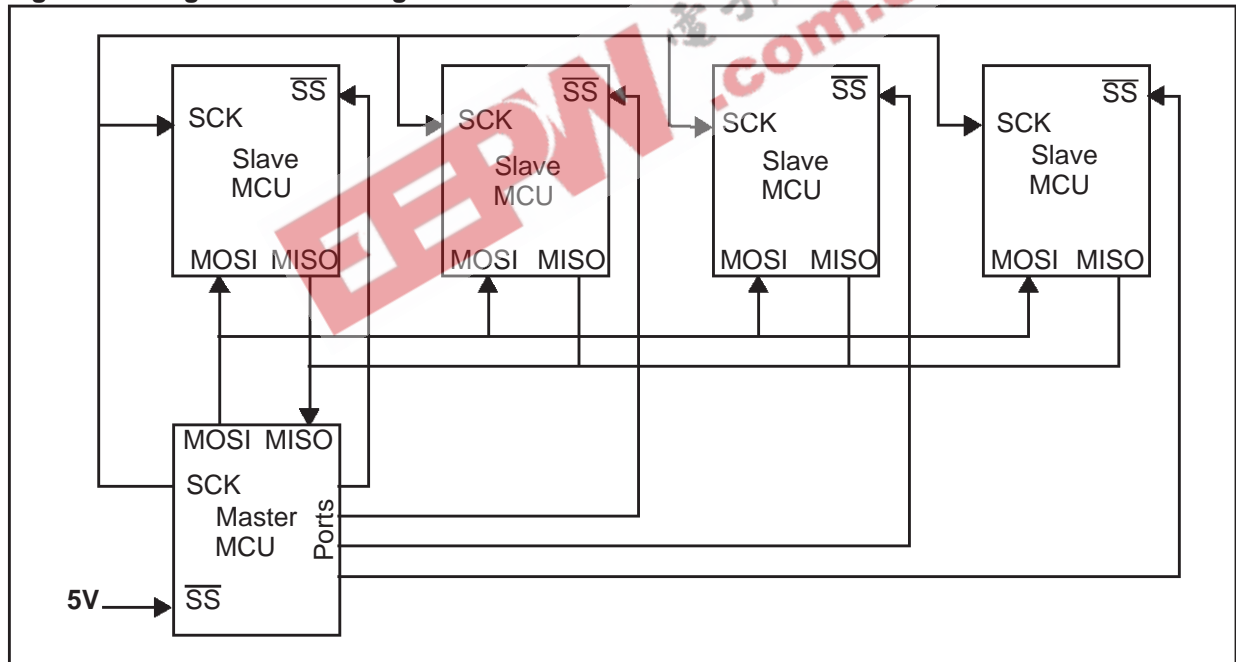 SS
SS
SS
SS
SCK
SCK
SCK
SCK
Slave
MCU
Slave
MCU
Slave
MCU
Slave
MCU
MOSI MISO
MOSI MISO
MOSI MISO
MOSI MISO
MOSI MISO
SCK
Master
MCU
Ports
5V
SS
EEPW
.com.c